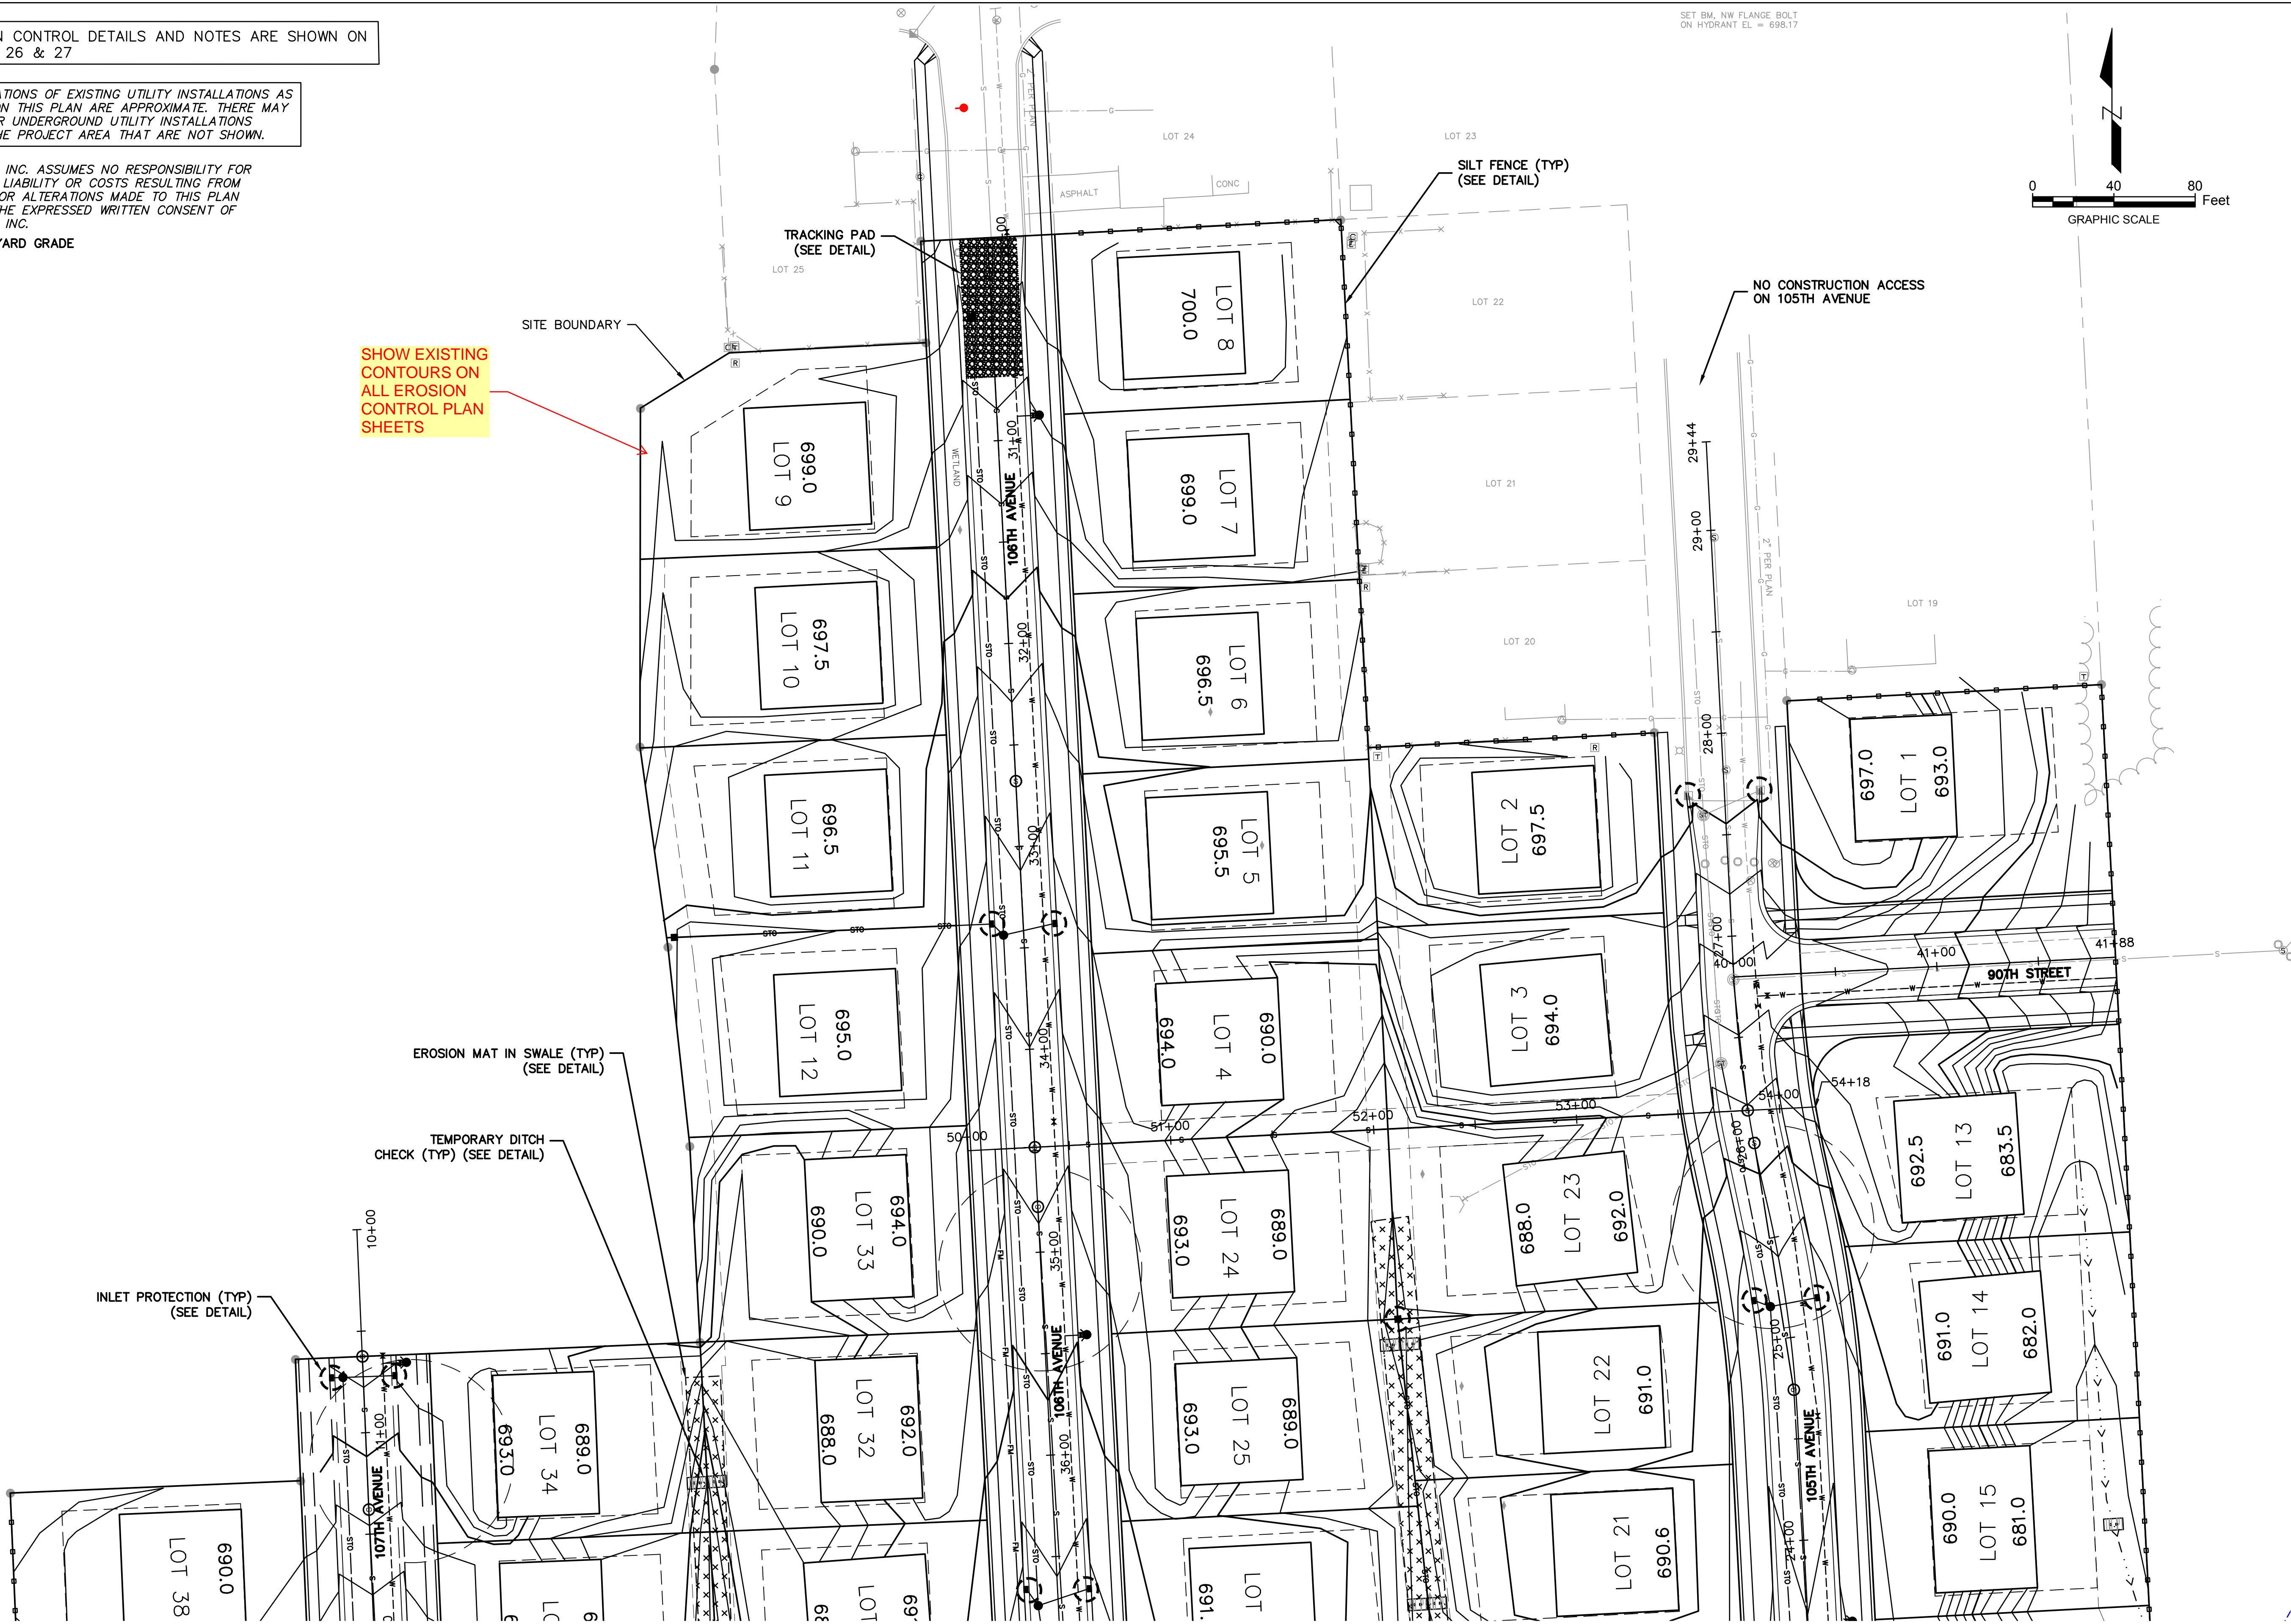 N CONTROL DETAILS AND NOTES ARE SHOWN ON
26 & 27
ATIONS OF EXISTING UTILITY INSTALLATIONS AS
ON THIS PLAN ARE APPROXIMATE. THERE MAY
R UNDERGROUND UTILITY INSTALLATIONS
HE PROJECT AREA THAT ARE NOT SHOWN.
INC. ASSUMES NO RESPONSIBILITY FOR
LIABILITY OR COSTS RESULTING FROM
OR ALTERATIONS MADE TO THIS PLAN
HE EXPRESSED WRITTEN CONSENT OF
INC.
YARD GRADE
SET BM, NW FLANGE BOLT
ON HYDRANT EL = 698.17
N
0 40 80
Feet
GRAPHIC SCALE
2" PER PLAN
LOT 24
LOT 23
ASPHALT
CONC
SILT FENCE (TYP)
(SEE DETAIL)
TRACKING PAD
(SEE DETAIL)
LOT 25
LOT 22
NO CONSTRUCTION ACCESS
ON 105TH AVENUE
SITE BOUNDARY
SHOW EXISTING
CONTOURS ON
ALL EROSION
CONTROL PLAN
SHEETS
LOT 8
700.0
LOT 9
699.0
WETLAND
31+00
106TH AVENUE
LOT 7
699.0
LOT 21
29+44
29+00
2" PER PLAN
LOT 19
LOT 20
LOT 10
697.5
32+00
LOT 6
696.5
28+00
697.0
LOT 1
693.0
LOT 11
696.5
33+00
LOT 5
695.5
LOT 2
697.5
27+00
40+00
41+00
41+88
90TH STREET
LOT 12
695.0
34+00
694.0
LOT 4
690.0
LOT 3
694.0
EROSION MAT IN SWALE (TYP)
(SEE DETAIL)
TEMPORARY DITCH
CHECK (TYP) (SEE DETAIL)
50+00
51+00
52+00
53+00
54+00
54+18
26+00
692.5
LOT 13
683.5
690.0
LOT 33
694.0
35+00
693.0
LOT 24
689.0
688.0
LOT 23
692.0
10+00
INLET PROTECTION (TYP)
(SEE DETAIL)
691.0
LOT 14
682.0
25+00
11+00
107TH AVENUE
693.0
LOT 34
689.0
688.0
LOT 32
692.0
36+00
106TH AVENUE
693.0
LOT 25
689.0
LOT 22
691.0
105TH AVENUE
24+00
690.0
LOT 15
681.0
LOT 38
690.0
LOT 21
690.6
LOT
691.
LOT